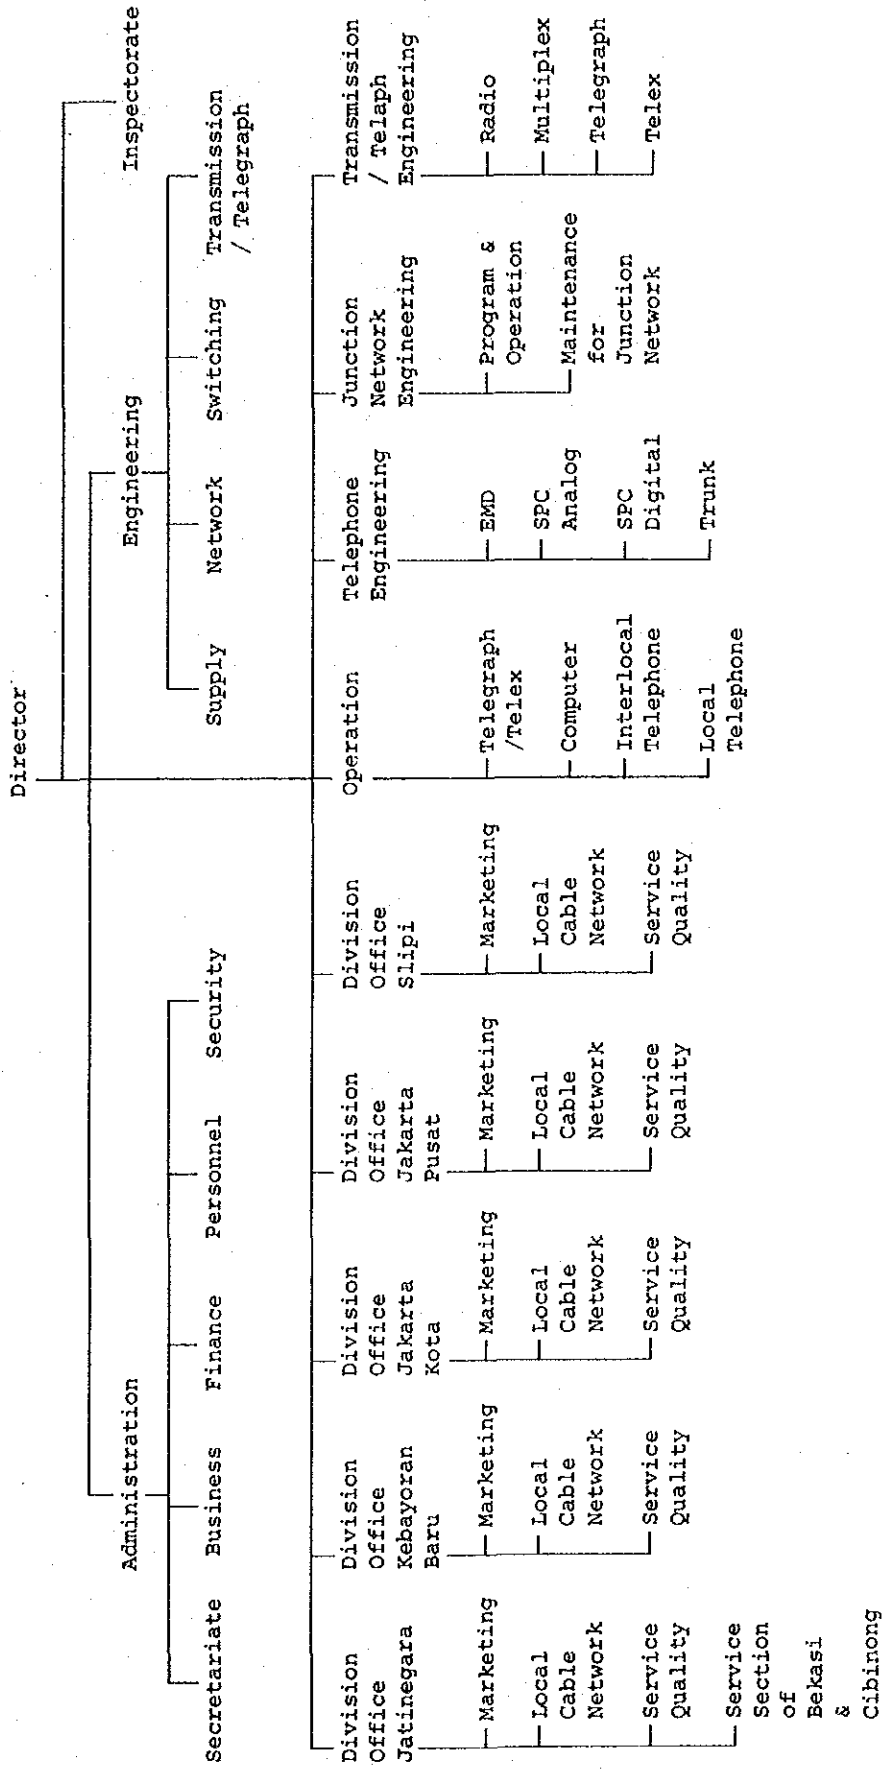 Director
Inspectorate
Administration
Engineering
Secretariate
Business
Finance
Personnel
Security
Supply
Network
Switching
Transmission
/ Telegraph
Division
Office
Jatinegara
Marketing
Local
Cable
Network
Service
Quality
Service
Section
of
Bekasi
&
Cibinong
Division
Office
Kebayoran
Baru
Marketing
Local
Cable
Network
Service
Quality
Division
Office
Jakarta
Kota
Marketing
Local
Cable
Network
Service
Quality
Division
Office
Jakarta
Pusat
Marketing
Local
Cable
Network
Service
Quality
Division
Office
Slipi
Marketing
Local
Cable
Network
Service
Quality
Operation
Telegraph
/Telex
Computer
Interlocal
Telephone
Local
Telephone
Telephone
Engineering
EMD
SPC
Analog
SPC
Digital
Trunk
Junction
Network
Engineering
Program &
Operation
Maintenance
for
Junction
Network
Transmission
/ Telaph
Engineering
Radio
Multiplex
Telegraph
Telex